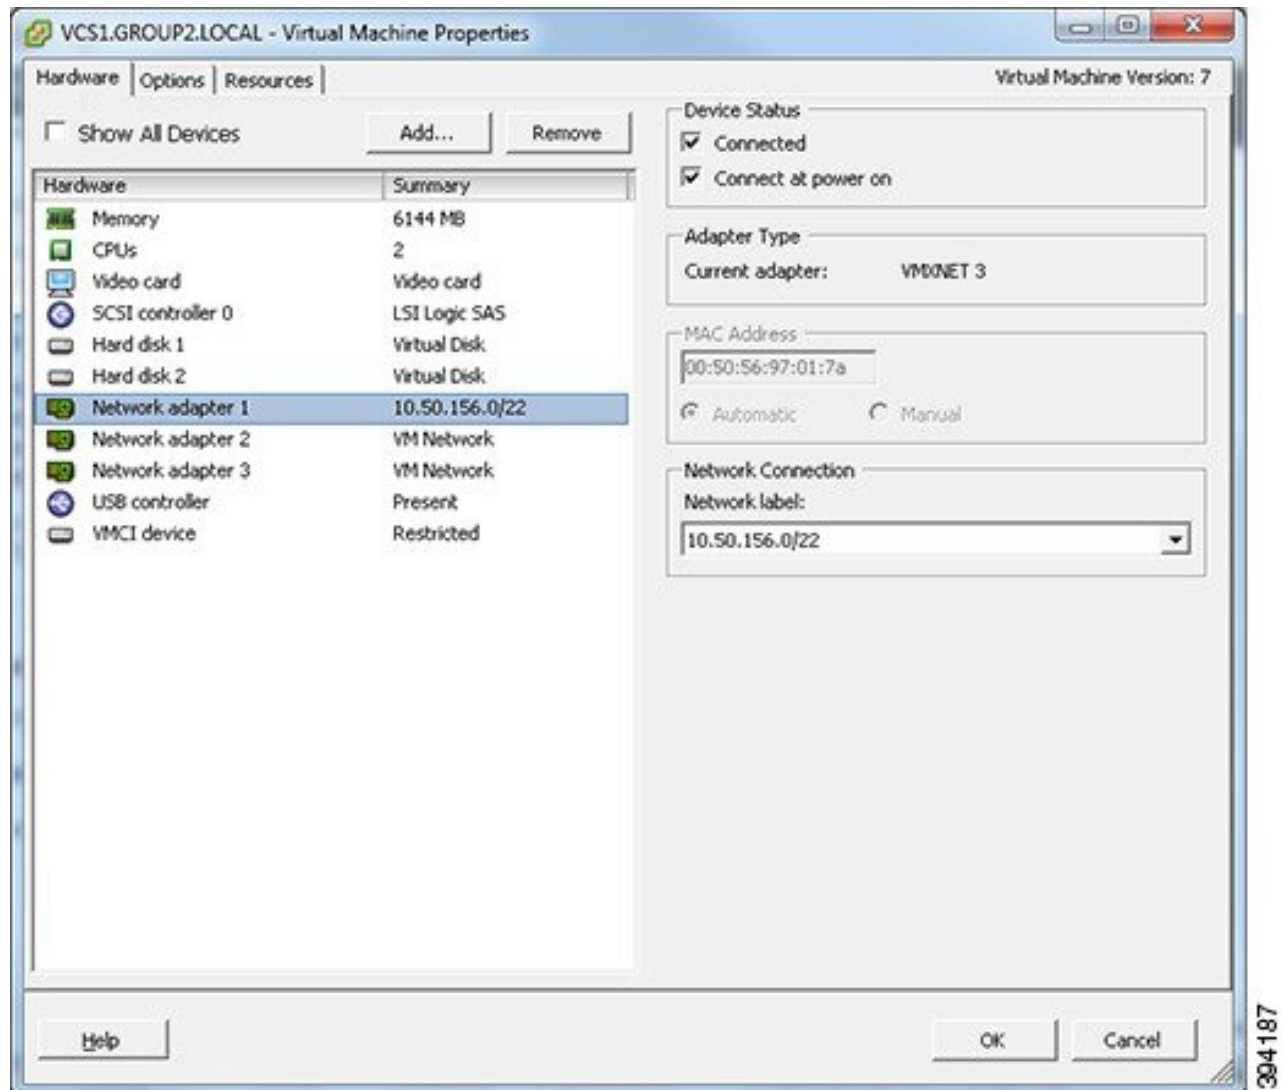 VCS1.GROUP2.LOCAL - Virtual Machine Properties
Hardware Options Resources Virtual Machine Version: 7
Show All Devices Add... Remove
Hardware Summary
Memory 6144 MB
CPUs 2
Video card Video card
SCSI controller 0 LSI Logic SAS
Hard disk 1 Virtual Disk
Hard disk 2 Virtual Disk
Network adapter 1 10.50.156.0/22
Network adapter 2 VM Network
Network adapter 3 VM Network
USB controller Present
VMCI device Restricted
Device Status
Connected
Connect at power on
Adapter Type
Current adapter: VMXNET 3
MAC Address
00:50:56:97:01:7a
Automatic Manual
Network Connection
Network label:
10.50.156.0/22
Help OK Cancel
394187